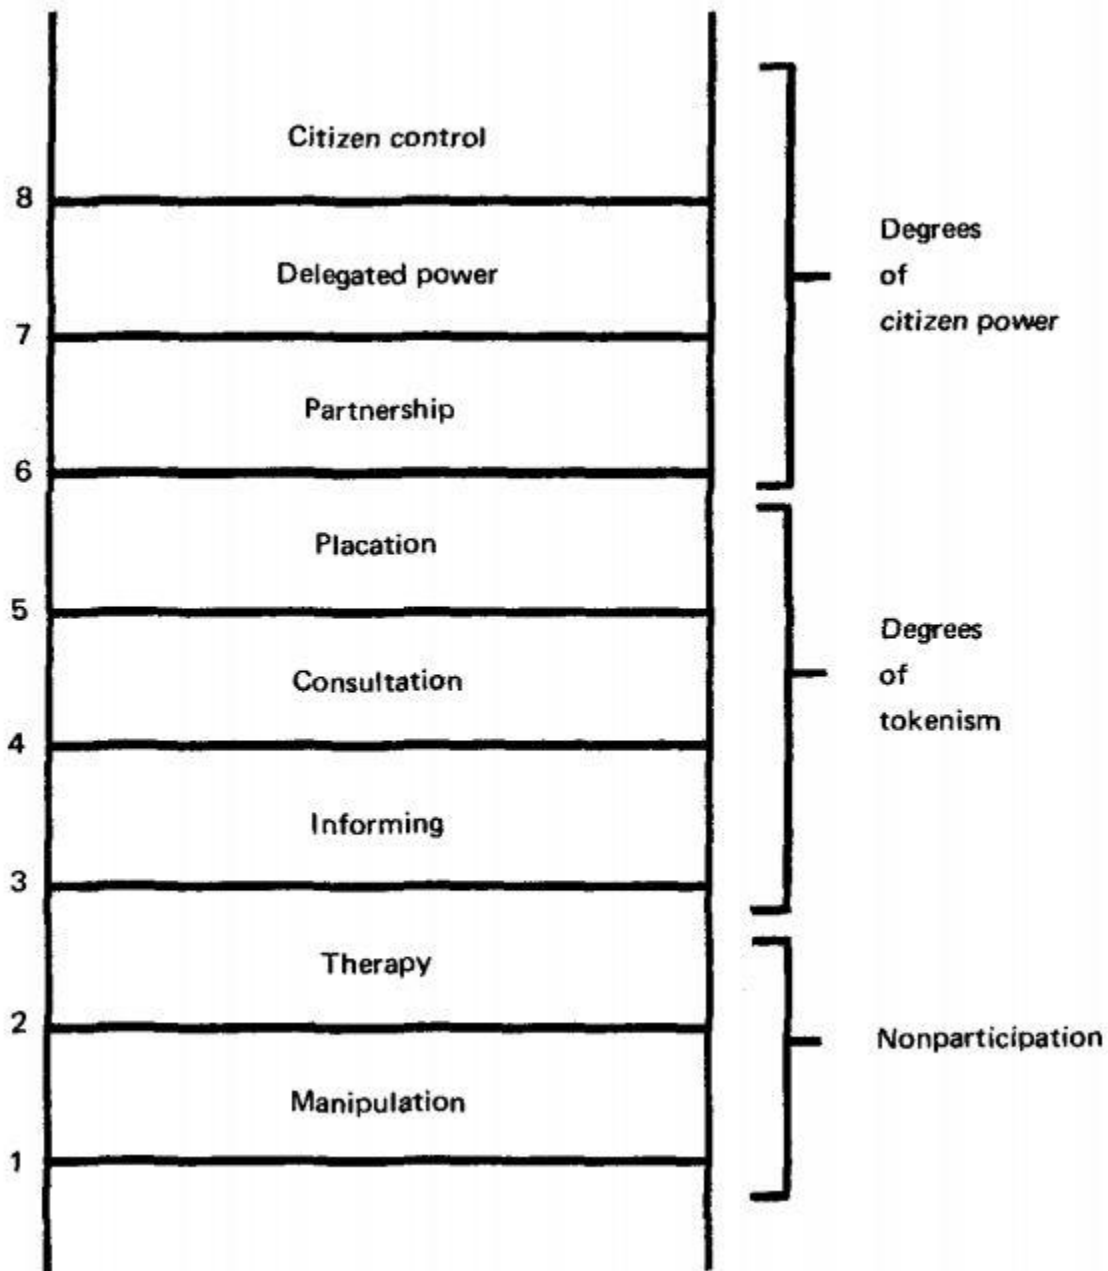 Citizen control
8
Delegated power
7
Partnership
6
Placation
5
Consultation
4
Informing
3
Therapy
2
Manipulation
1
Degrees
of
citizen power
Degrees
of
tokenism
Nonparticipation